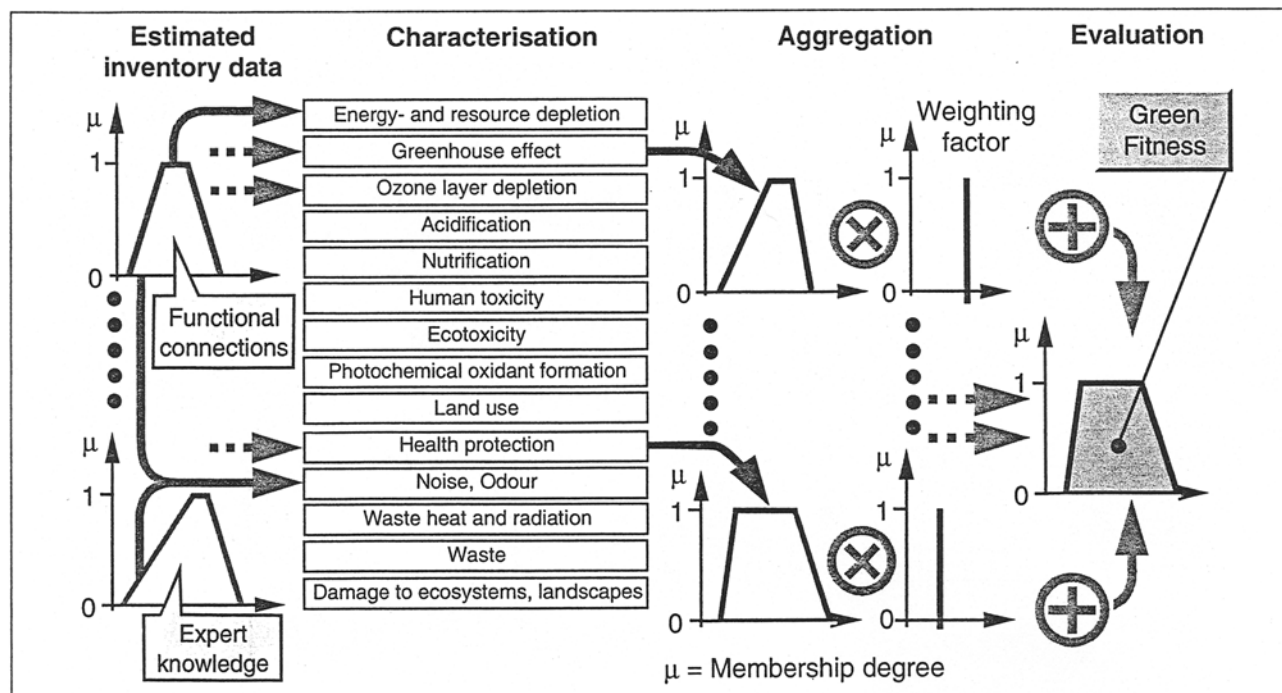 Estimated
inventory data
Characterisation
Aggregation
Evaluation
μ
1
0
Functional
connections
μ
1
0
Expert
knowledge
Energy- and resource depletion
Greenhouse effect
Ozone layer depletion
Acidification
Nutrification
Human toxicity
Ecotoxicity
Photochemical oxidant formation
Land use
Health protection
Noise, Odour
Waste heat and radiation
Waste
Damage to ecosystems, landscapes
μ
1
0
Weighting
factor
μ
1
0
μ
1
0
μ
1
0
μ = Membership degree
Green
Fitness
μ
1
0